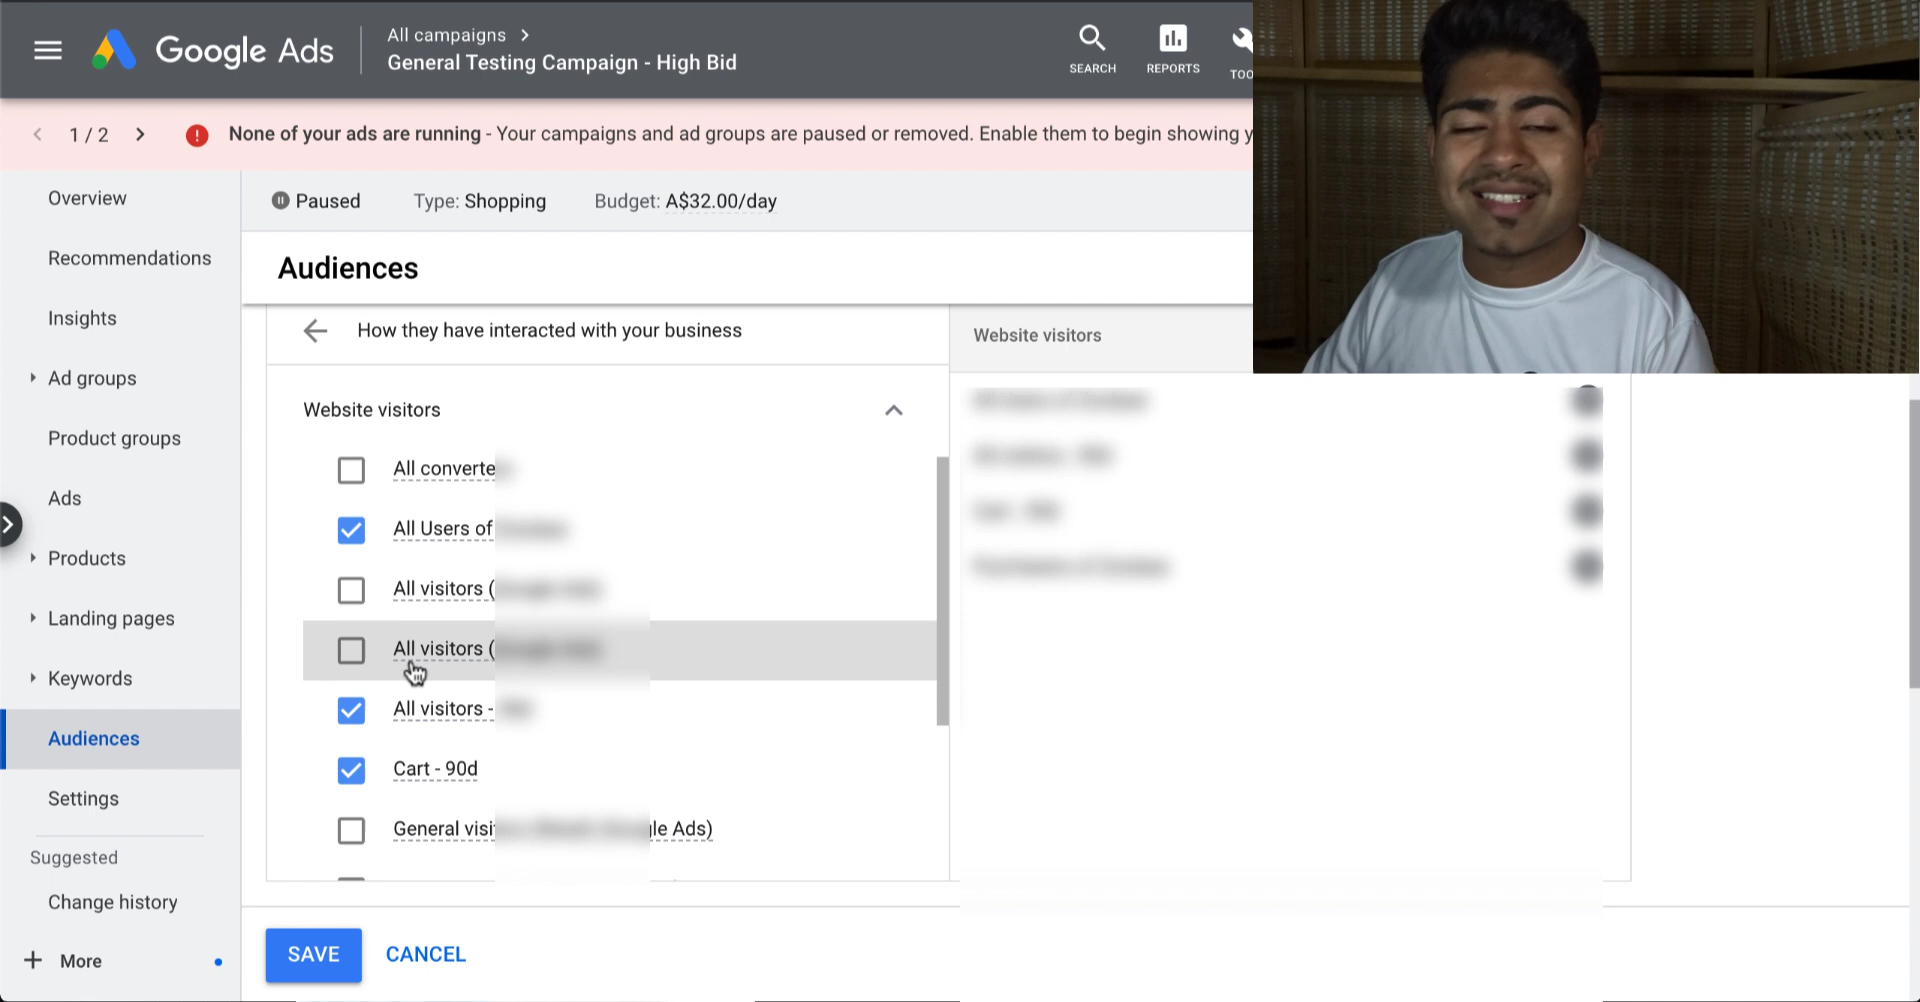 Google Ads
All campaigns >
General Testing Campaign - High Bid
SEARCH
REPORTS
TOO
1 / 2
None of your ads are running - Your campaigns and ad groups are paused or removed. Enable them to begin showing y
Overview
Recommendations
Insights
Ad groups
Product groups
Ads
Products
Landing pages
Keywords
Audiences
Settings
Suggested
Change history
+ More
Paused
Type: Shopping
Budget: A$32.00/day
Audiences
How they have interacted with your business
Website visitors
All converte
All Users of
All visitors (
All visitors (
All visitors -
Cart - 90d
General visi
le Ads)
Website visitors
SAVE
CANCEL